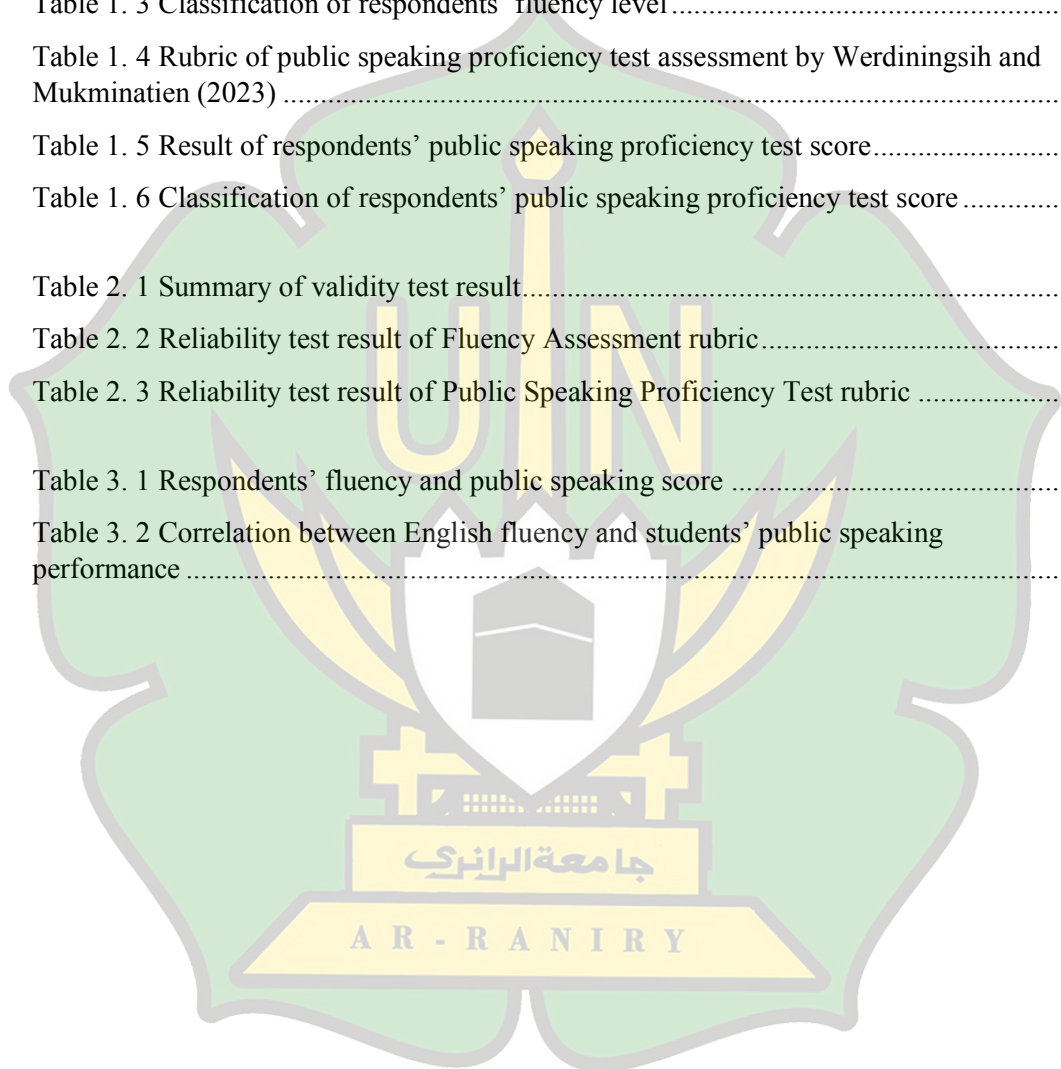 Table 1. 3 Classification of respondents’ fluency level................................................
Table 1. 4 Rubric of public speaking proficiency test assessment by Werdiningsih and
Mukminatien (2023) ................................................
Table 1. 5 Result of respondents’ public speaking proficiency test score................................
Table 1. 6 Classification of respondents’ public speaking proficiency test score .............
Table 2. 1 Summary of validity test result................................................
Table 2. 2 Reliability test result of Fluency Assessment rubric................................................
Table 2. 3 Reliability test result of Public Speaking Proficiency Test rubric ..................
Table 3. 1 Respondents’ fluency and public speaking score ................................................
Table 3. 2 Correlation between English fluency and students’ public speaking
performance ................................................
UIN
جامعة الرانري
AR-RANIRY